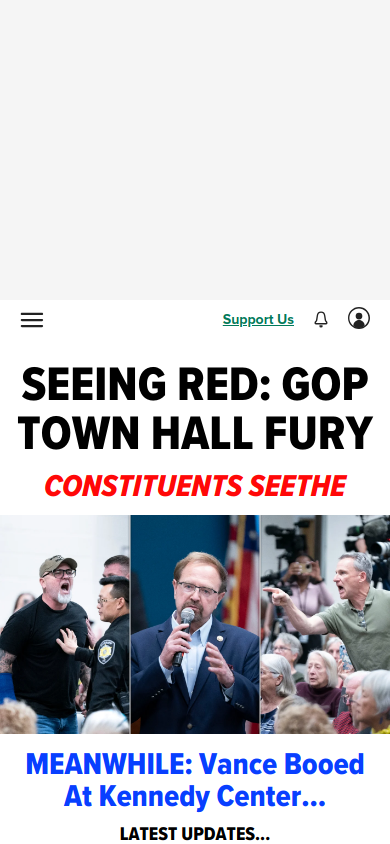 Support Us
SEEING RED: GOP
TOWN HALL FURY
CONSTITUENTS SEETHE
MEANWHILE: Vance Booed
At Kennedy Center...
LATEST UPDATES...